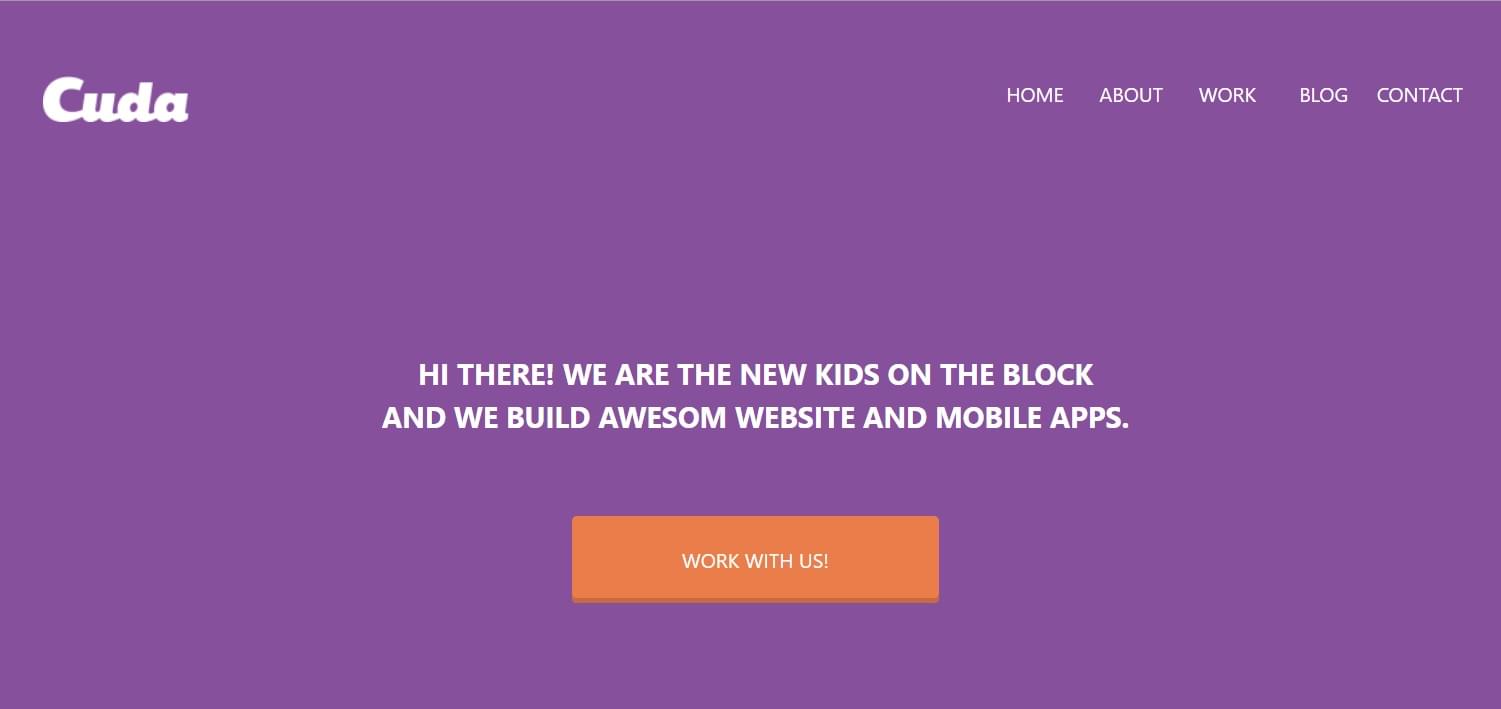 Cuda
HOME ABOUT WORK BLOG CONTACT
HI THERE! WE ARE THE NEW KIDS ON THE BLOCK
AND WE BUILD AWESOM WEBSITE AND MOBILE APPS.
WORK WITH US!